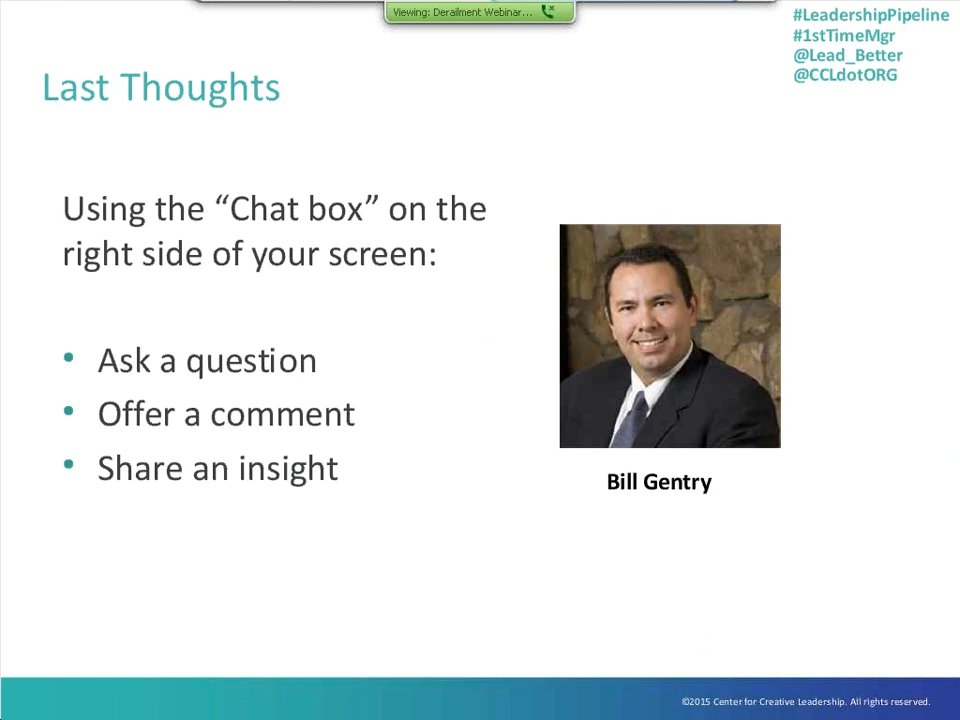 Viewing: Derailment Webinar...
#LeadershipPipeline
#1stTimeMgr
@Lead_Better
@CCLdotORG
Last Thoughts
Using the “Chat box” on the
right side of your screen:
• Ask a question
• Offer a comment
• Share an insight
Bill Gentry
©2015 Center for Creative Leadership. All rights reserved.